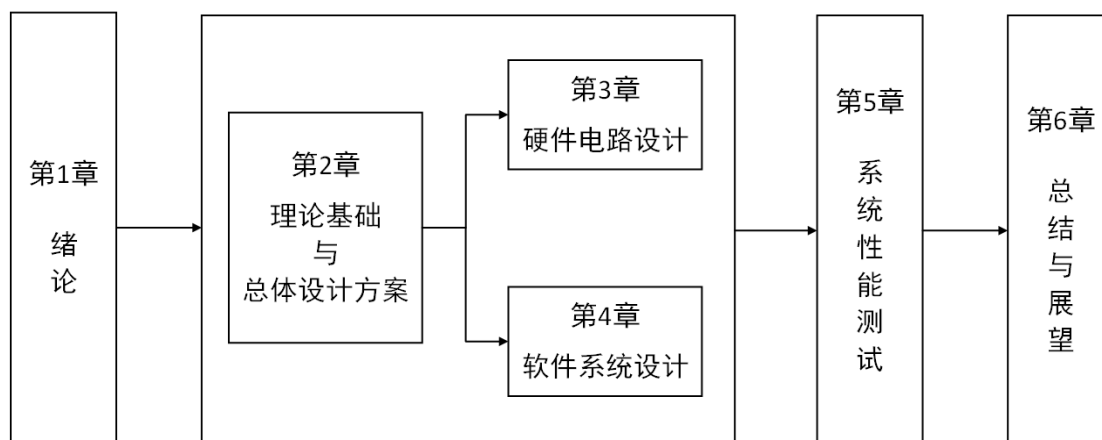 第1章
绪论
第2章
理论基础
与
总体设计方案
第3章
硬件电路设计
第4章
软件系统设计
第5章
系统性能测试
第6章
总结与展望